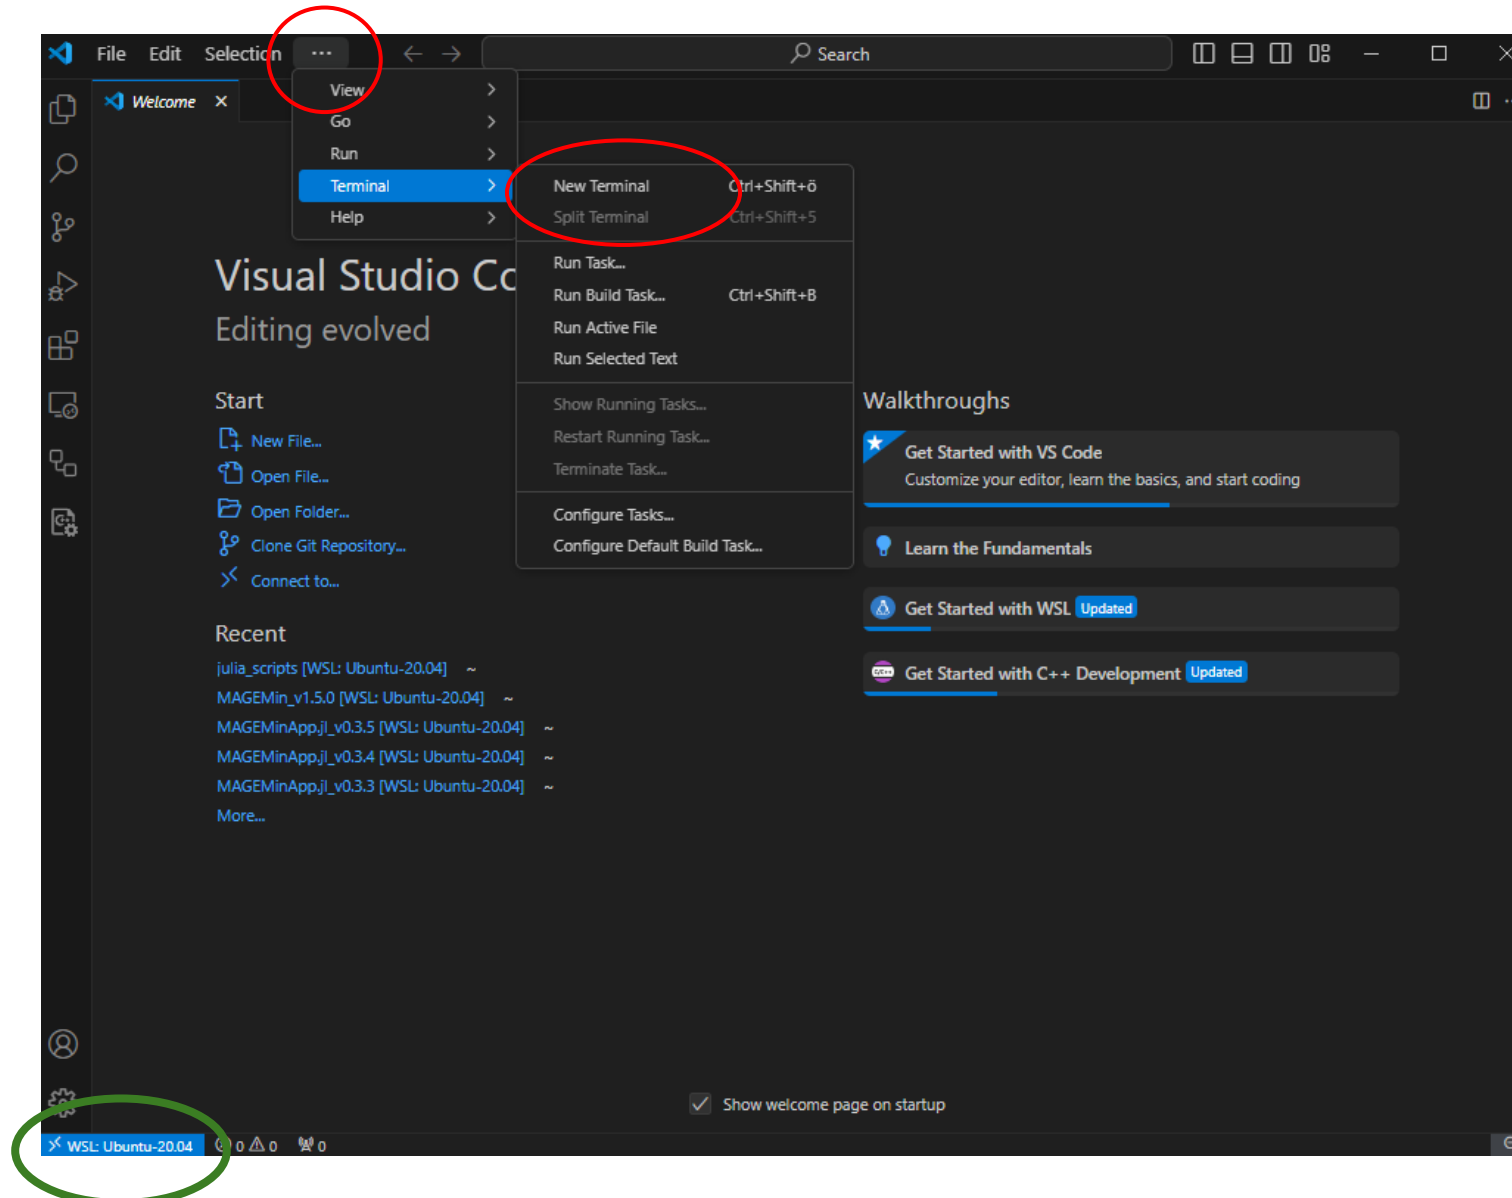 File Edit Selection ··· Search
Welcome
View
Go
Run
Terminal
Help
New Terminal Ctrl+Shift+ö
Split Terminal Ctrl+Shift+5
Run Task...
Run Build Task... Ctrl+Shift+B
Run Active File
Run Selected Text
Show Running Tasks...
Restart Running Task...
Terminate Task...
Configure Tasks...
Configure Default Build Task...
Visual Studio Co
Editing evolved
Start
New File...
Open File...
Open Folder...
Clone Git Repository...
Connect to...
Recent
julia_scripts [WSL: Ubuntu-20.04] ~
MAGEMin_v1.5.0 [WSL: Ubuntu-20.04] ~
MAGEMinApp.jl_v0.3.5 [WSL: Ubuntu-20.04] ~
MAGEMinApp.jl_v0.3.4 [WSL: Ubuntu-20.04] ~
MAGEMinApp.jl_v0.3.3 [WSL: Ubuntu-20.04] ~
More...
Walkthroughs
Get Started with VS Code
Customize your editor, learn the basics, and start coding
Learn the Fundamentals
Get Started with WSL Updated
Get Started with C++ Development Updated
Show welcome page on startup
WSL: Ubuntu-20.04 0 0 0